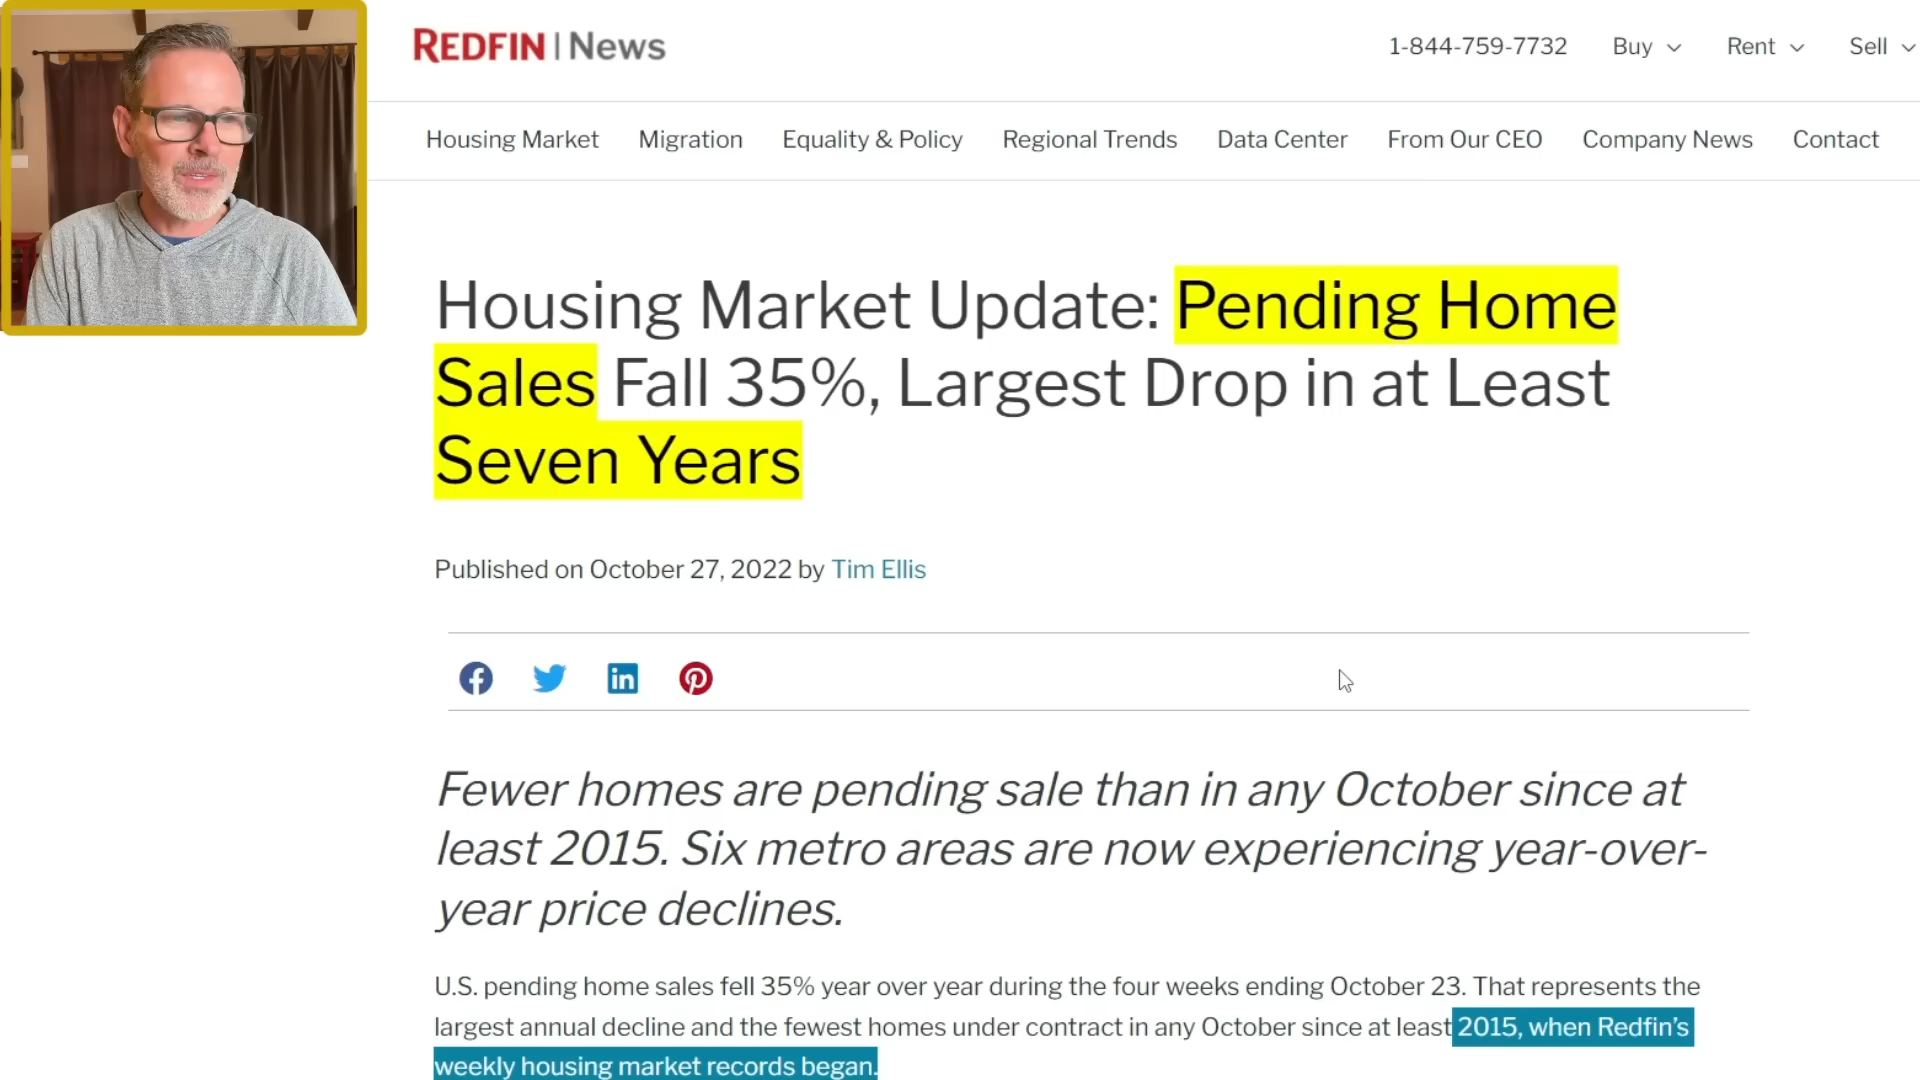 REDFIN | News
1-844-759-7732 Buy Rent Sell
Housing Market Migration Equality & Policy Regional Trends Data Center From Our CEO Company News Contact
Housing Market Update: Pending Home
Sales Fall 35%, Largest Drop in at Least
Seven Years
Published on October 27, 2022 by Tim Ellis
Fewer homes are pending sale than in any October since at
least 2015. Six metro areas are now experiencing year-over-
year price declines.
U.S. pending home sales fell 35% year over year during the four weeks ending October 23. That represents the
largest annual decline and the fewest homes under contract in any October since at least 2015, when Redfin's
weekly housing market records began.